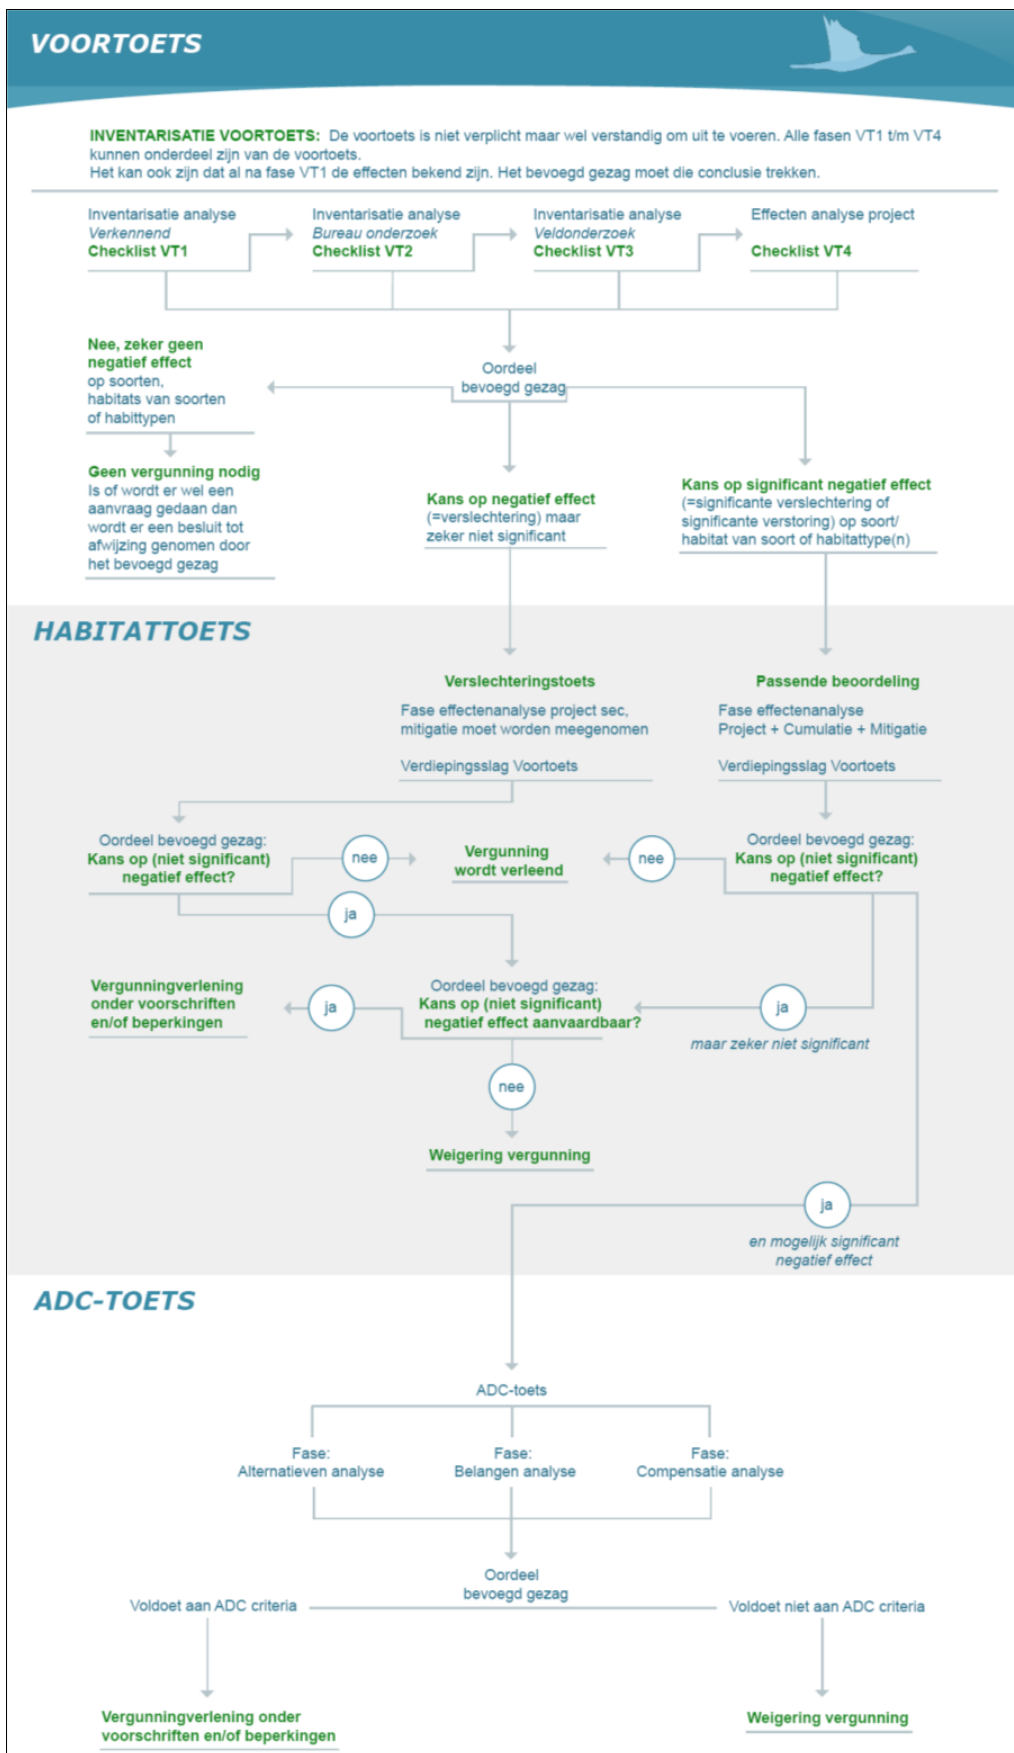 VOORTOETS
INVENTARISATIE VOORTOETS: De voortoets is niet verplicht maar wel verstandig om uit te voeren. Alle fasen VT1 t/m VT4
kunnen onderdeel zijn van de voortoets.
Het kan ook zijn dat al na fase VT1 de effecten bekend zijn. Het bevoegd gezag moet die conclusie trekken.
Inventarisatie analyse
Verkennend
Checklist VT1
Inventarisatie analyse
Bureau onderzoek
Checklist VT2
Inventarisatie analyse
Veldonderzoek
Checklist VT3
Effecten analyse project
Checklist VT4
Oordeel
bevoegd gezag
Nee, zeker geen
negatief effect
op soorten,
habitats van soorten
of habittypen
Geen vergunning nodig
Is of wordt er wel een
aanvraag gedaan dan
wordt er een besluit tot
afwijzing genomen door
het bevoegd gezag
Kans op negatief effect
(=verslechtering) maar
zeker niet significant
Kans op significant negatief effect
(=significante verslechtering of
significante verstoring) op soort/
habitat van soort of habitattype(n)
HABITATTOETS
Verslechteringstoets
Fase effectenanalyse project sec,
mitigatie moet worden meegenomen
Verdiepingsslag Voortoets
Passende beoordeling
Fase effectenanalyse
Project + Cumulatie + Mitigatie
Verdiepingsslag Voortoets
Oordeel bevoegd gezag:
Kans op (niet significant)
negatief effect?
nee
Vergunning
wordt verleend
nee
Oordeel bevoegd gezag:
Kans op (niet significant)
negatief effect?
ja
Vergunningverlening
onder voorschriften
en/of beperkingen
ja
Oordeel bevoegd gezag:
Kans op (niet significant)
negatief effect aanvaardbaar?
ja
maar zeker niet significant
nee
Weigering vergunning
ja
en mogelijk significant
negatief effect
ADC-TOETS
ADC-toets
Fase:
Alternatieven analyse
Fase:
Belangen analyse
Fase:
Compensatie analyse
Oordeel
bevoegd gezag
Voldoet aan ADC criteria
Voldoet niet aan ADC criteria
Vergunningverlening onder
voorschriften en/of beperkingen
Weigering vergunning